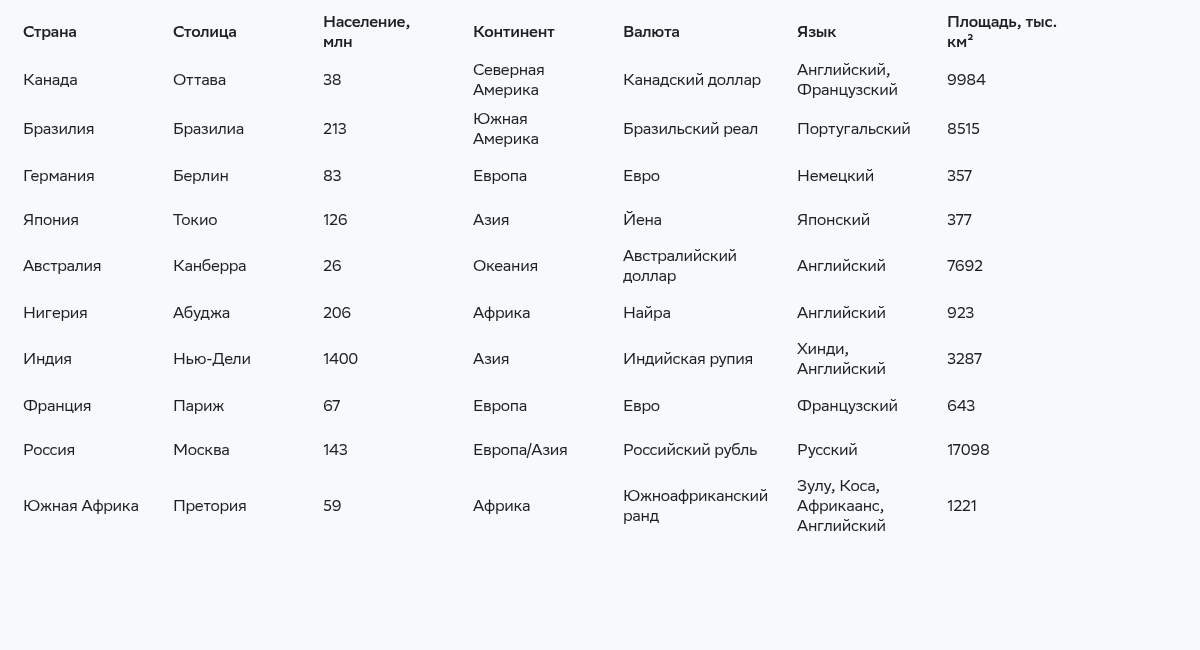 Страна Столица Население, млн Континент Валюта Язык Площадь, тыс. км²
Канада Оттава 38 Северная Америка Канадский доллар Английский, Французский 9984
Бразилия Бразилиа 213 Южная Америка Бразильский реал Португальский 8515
Германия Берлин 83 Европа Евро Немецкий 357
Япония Токио 126 Азия Йена Японский 377
Австралия Канберра 26 Океания Австралийский доллар Английский 7692
Нигерия Абуджа 206 Африка Найра Английский 923
Индия Нью-Дели 1400 Азия Индийская рупия Хинди, Английский 3287
Франция Париж 67 Европа Евро Французский 643
Россия Москва 143 Европа/Азия Российский рубль Русский 17098
Южная Африка Претория 59 Африка Южноафриканский ранд Зулу, Коса, Африкаанс, Английский 1221